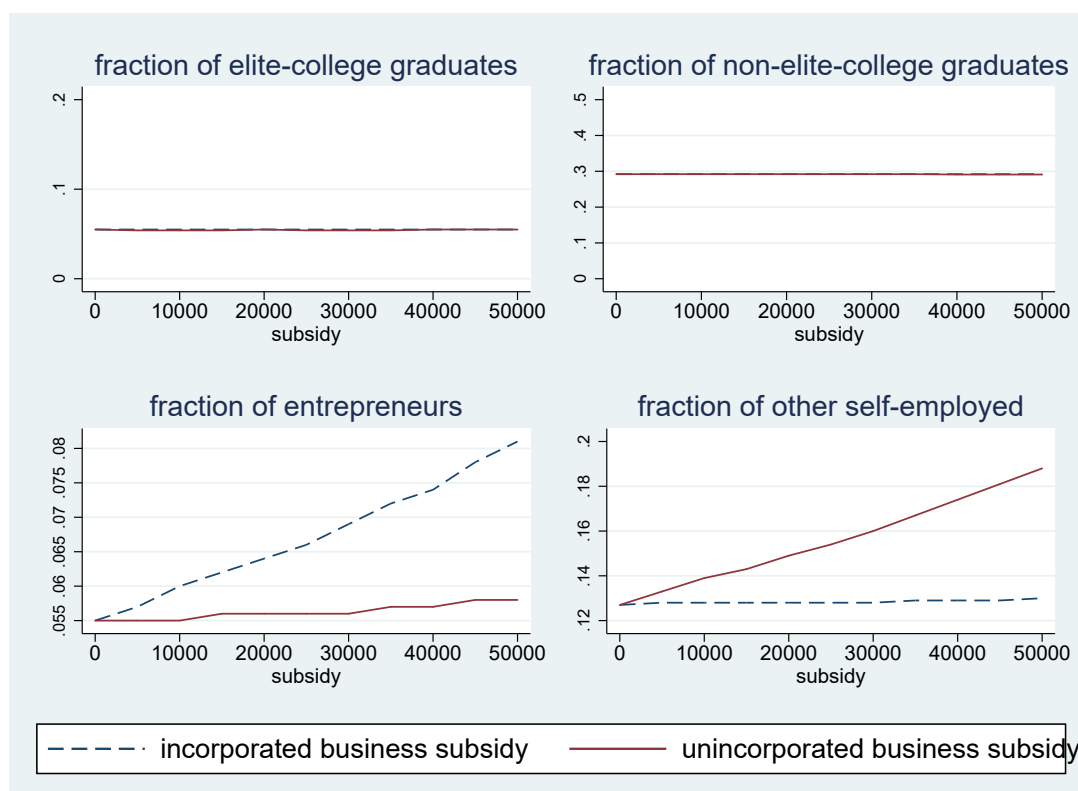 fraction of elite-college graduates
.2
.1
0
0 10000 20000 30000 40000 50000
subsidy
fraction of non-elite-college graduates
.5
.4
.3
.2
.1
0
0 10000 20000 30000 40000 50000
subsidy
fraction of entrepreneurs
.08
.075
.07
.065
.06
.055
0 10000 20000 30000 40000 50000
subsidy
fraction of other self-employed
.2
.18
.16
.14
.12
0 10000 20000 30000 40000 50000
subsidy
incorporated business subsidy unincorporated business subsidy